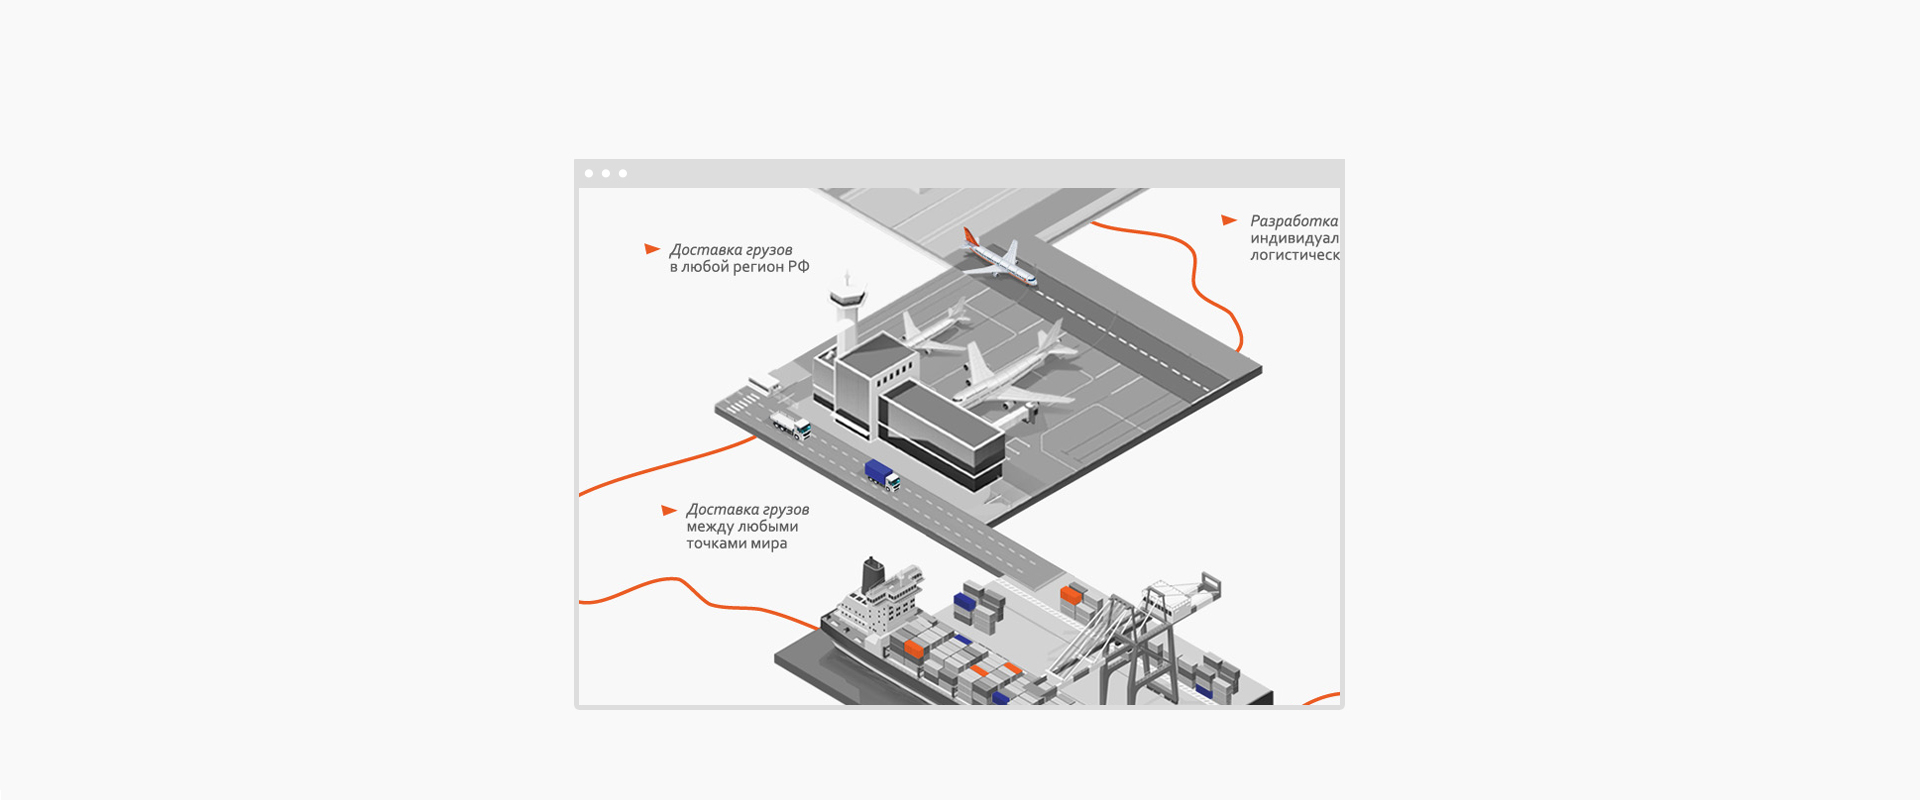 Доставка грузов
в любой регион РФ
Разработка
индивидуал
логистическ
Доставка грузов
между любыми
точками мира